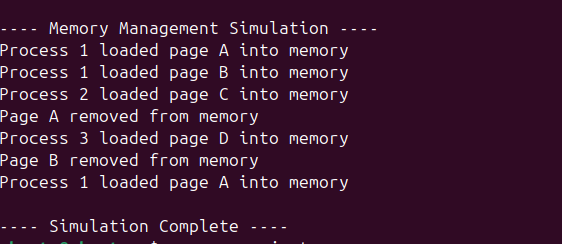 ---- Memory Management Simulation ----
Process 1 loaded page A into memory
Process 1 loaded page B into memory
Process 2 loaded page C into memory
Page A removed from memory
Process 3 loaded page D into memory
Page B removed from memory
Process 1 loaded page A into memory
---- Simulation Complete ----